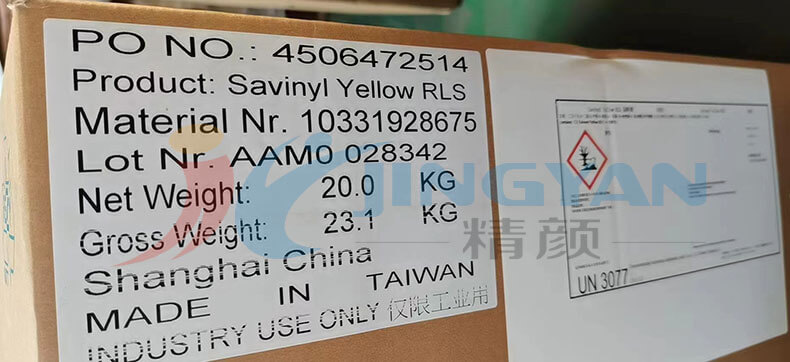 PO NO.: 4506472514
Product: Savinyl Yellow RLS
Material Nr. 10331928675
Lot Nr. AAM0 028342
Net Weight: 20.0 KG
Gross Weight: 23.1 KG
Shanghai China
MADE IN TAIWAN
INDUSTRY USE ONLY 仅限工业用
JINGYAN
精颜
UN 3077